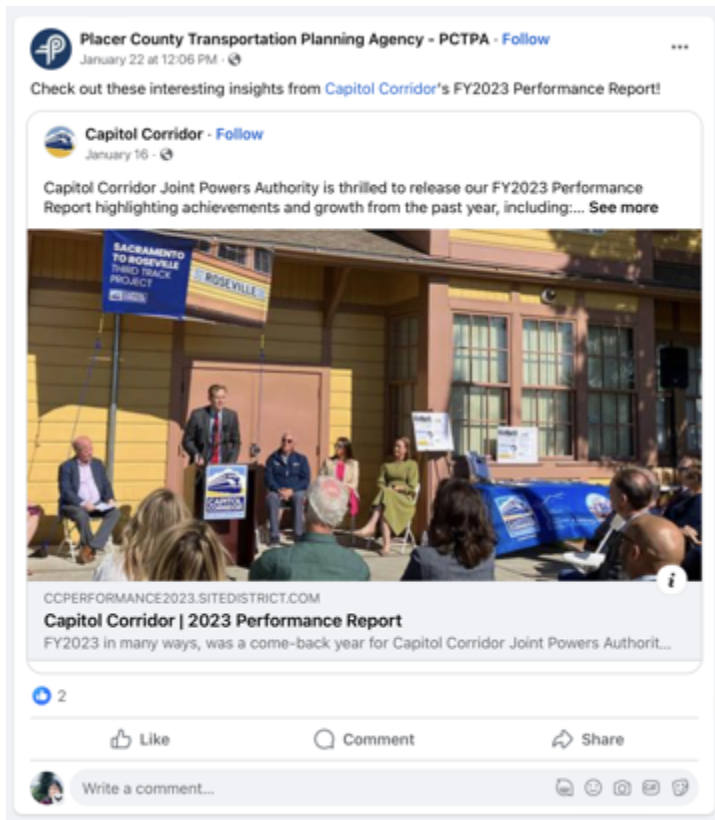 Placer County Transportation Planning Agency - PCTPA · Follow
January 22 at 12:06 PM ·
Check out these interesting insights from Capitol Corridor's FY2023 Performance Report!
Capitol Corridor · Follow
January 16 ·
Capitol Corridor Joint Powers Authority is thrilled to release our FY2023 Performance
Report highlighting achievements and growth from the past year, including:... See more
SACRAMENTO
TO ROSEVILLE
THIRD TRACK
PROJECT
ROSEVILLE
CAPITOL
CORRIDOR
CCPERFORMANCE2023.SITEDISTRICT.COM
Capitol Corridor | 2023 Performance Report
FY2023 in many ways, was a come-back year for Capitol Corridor Joint Powers Authorit...
2
Like
Comment
Share
Write a comment...